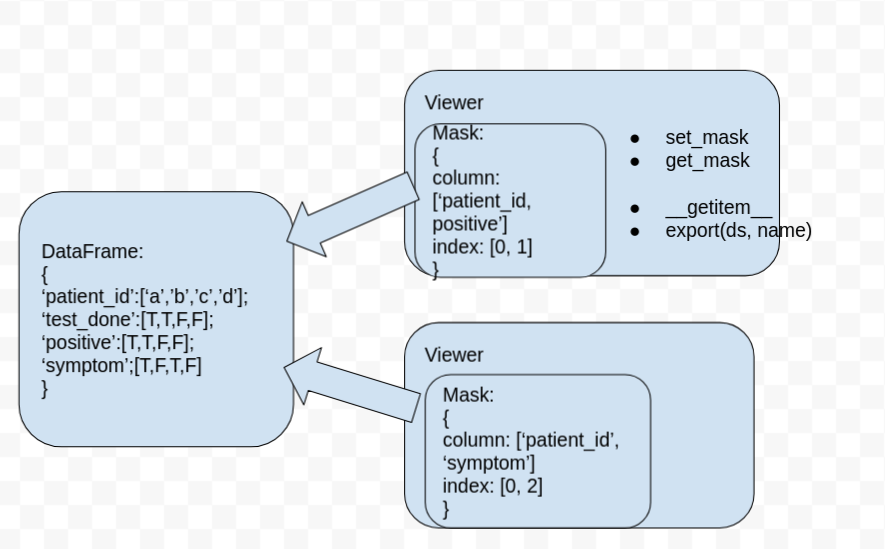 Viewer
Mask:
{
column:
[‘patient_id,
positive’]
index: [0, 1]
}
● set_mask
● get_mask
● __getitem__
● export(ds, name)
DataFrame:
{
‘patient_id’:[‘a’,’b’,’c’,’d’];
‘test_done’:[T,T,F,F];
‘positive’:[T,T,F,F];
‘symptom’;[T,F,T,F]
}
Viewer
Mask:
{
column: [‘patient_id’,
‘symptom’]
index: [0, 2]
}